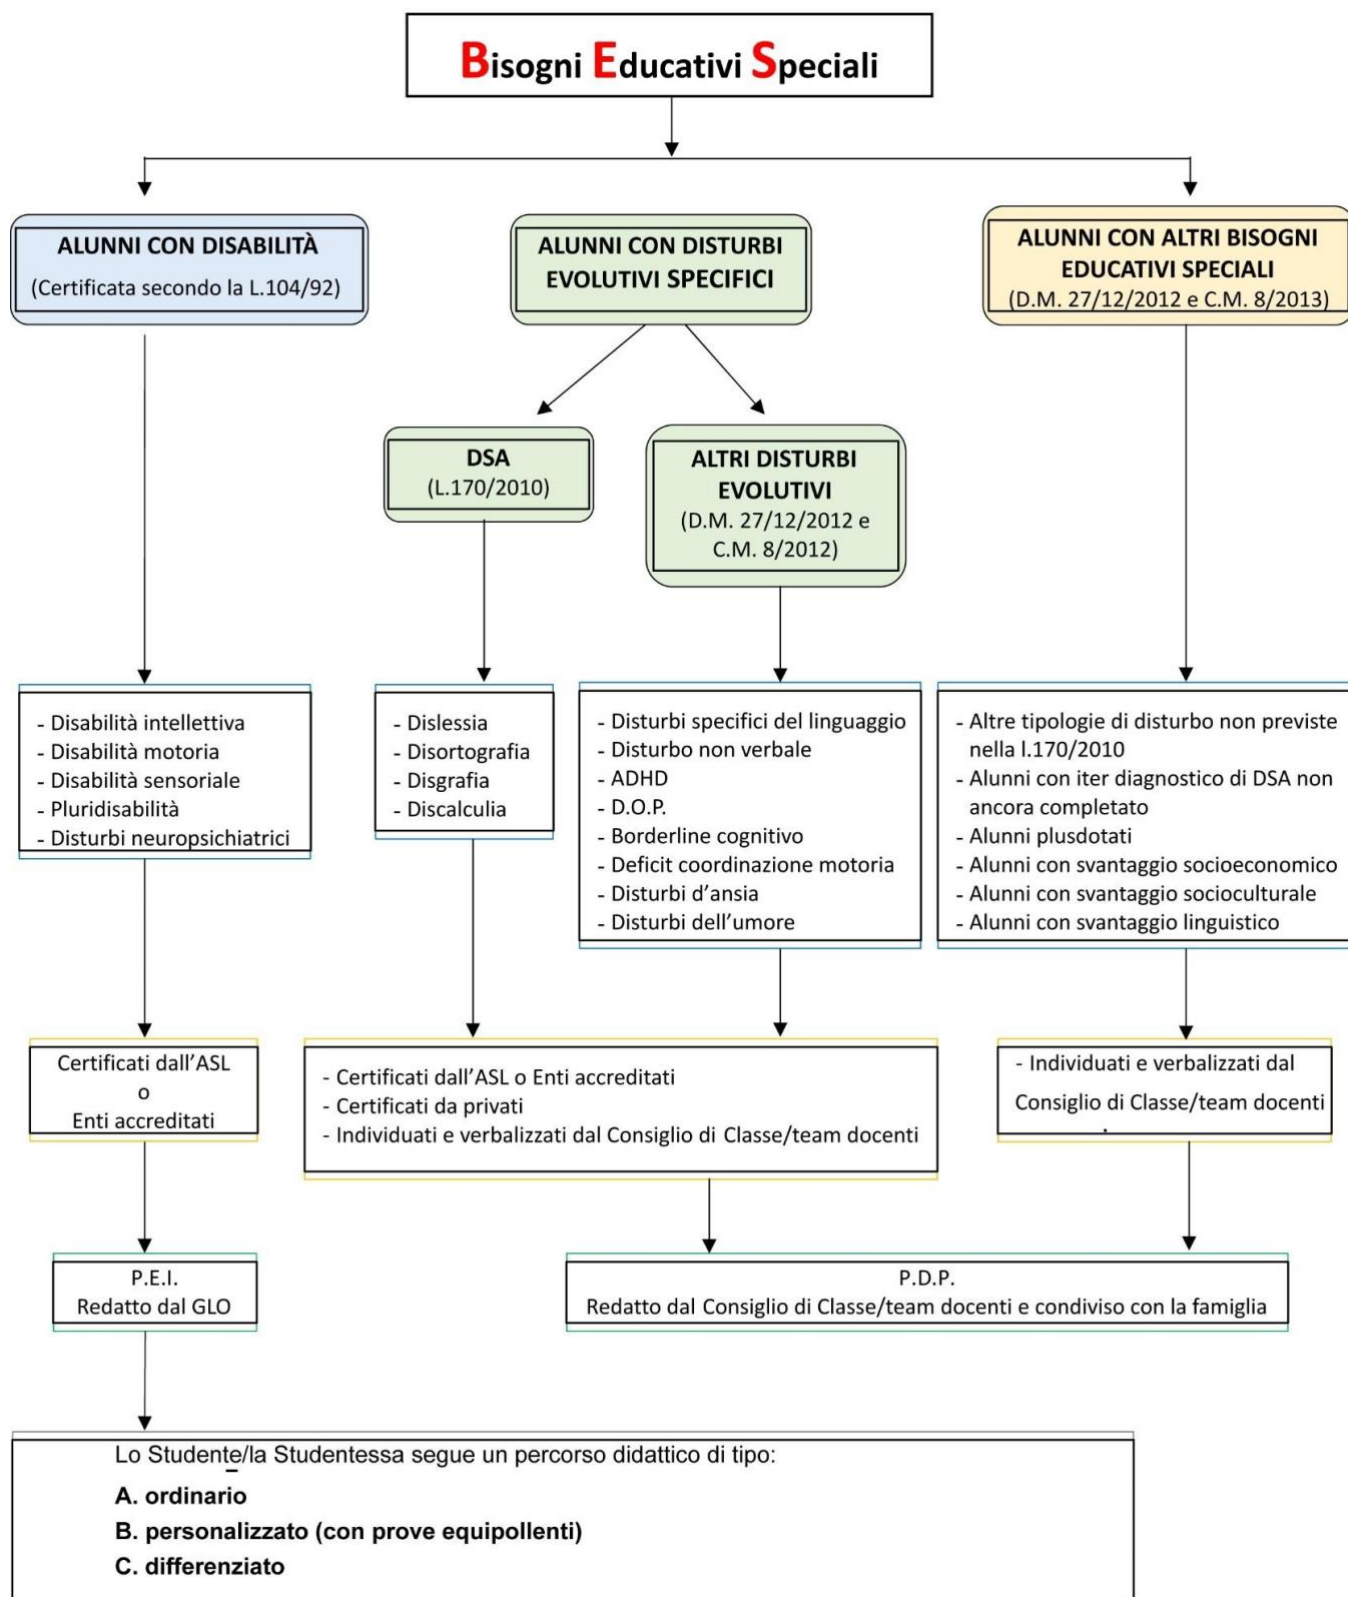 Bisogni Educativi Speciali
ALUNNI CON DISABILITÀ
(Certificata secondo la L.104/92)
ALUNNI CON DISTURBI
EVOLUTIVI SPECIFICI
ALUNNI CON ALTRI BISOGNI
EDUCATIVI SPECIALI
(D.M. 27/12/2012 e C.M. 8/2013)
DSA
(L.170/2010)
ALTRI DISTURBI
EVOLUTIVI
(D.M. 27/12/2012 e
C.M. 8/2012)
- Disabilità intellettiva
- Disabilità motoria
- Disabilità sensoriale
- Pluridisabilità
- Disturbi neuropsichiatrici
- Dislessia
- Disortografia
- Disgrafia
- Discalculia
- Disturbi specifici del linguaggio
- Disturbo non verbale
- ADHD
- D.O.P.
- Borderline cognitivo
- Deficit coordinazione motoria
- Disturbi d'ansia
- Disturbi dell'umore
- Altre tipologie di disturbo non previste
nella l.170/2010
- Alunni con iter diagnostico di DSA non
ancora completato
- Alunni plusdotati
- Alunni con svantaggio socioeconomico
- Alunni con svantaggio socioculturale
- Alunni con svantaggio linguistico
Certificati dall'ASL
o
Enti accreditati
- Certificati dall'ASL o Enti accreditati
- Certificati da privati
- Individuati e verbalizzati dal Consiglio di Classe/team docenti
- Individuati e verbalizzati dal
Consiglio di Classe/team docenti
.
P.E.I.
Redatto dal GLO
P.D.P.
Redatto dal Consiglio di Classe/team docenti e condiviso con la famiglia
Lo Studente/la Studentessa segue un percorso didattico di tipo:
A. ordinario
B. personalizzato (con prove equipollenti)
C. differenziato